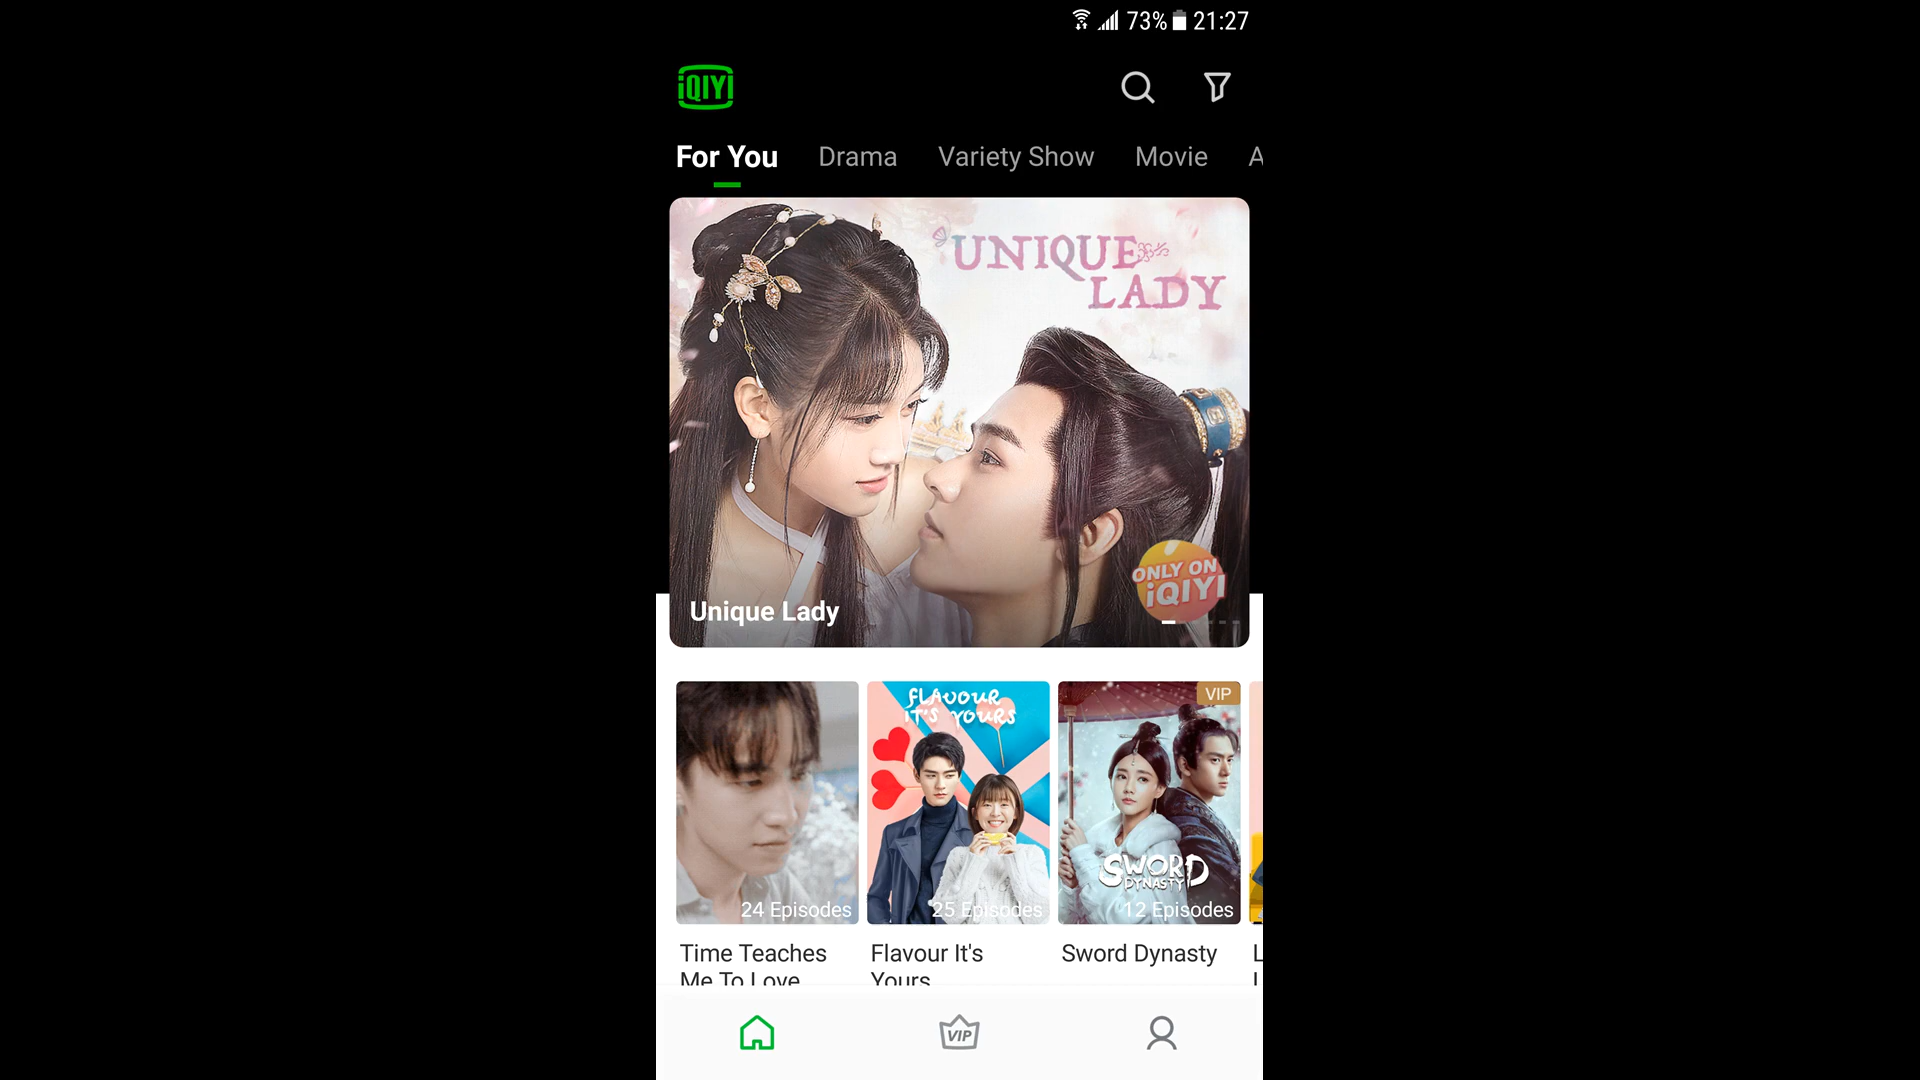 73% 21:27
iQIYI
For You Drama Variety Show Movie A
UNIQUE
LADY
ONLY ON
iQIYI
Unique Lady
FLAVOUR
IT'S YOURS
VIP
SWORD
DYNASTY
24 Episodes
25 Episodes
12 Episodes
Time Teaches
Me To Love
Flavour It's
Yours
Sword Dynasty
L
L
VIP